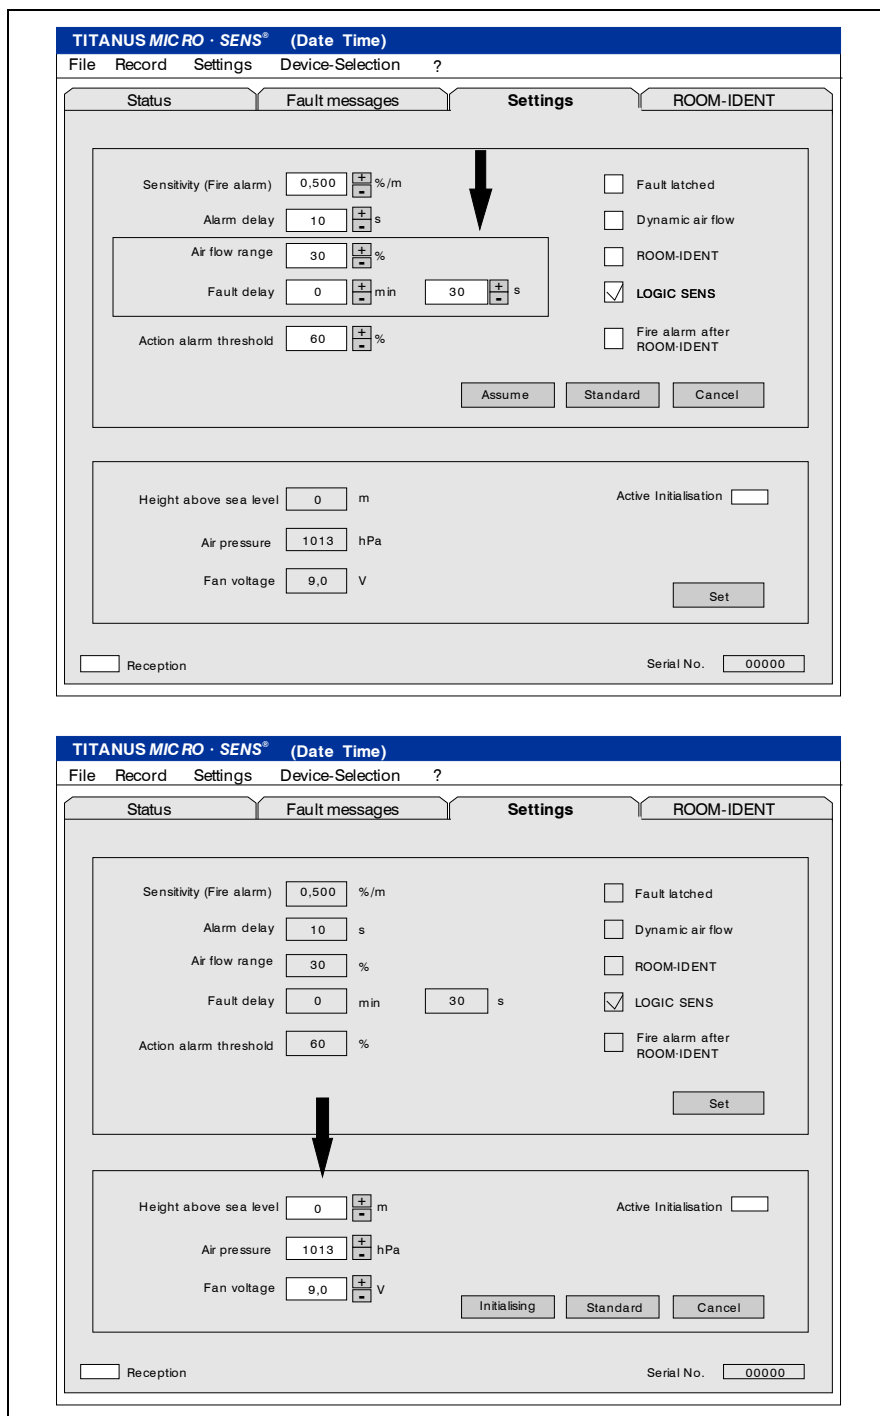 TITANUS MICRO · SENS® (Date Time)
File Record Settings Device-Selection ?
Status Fault messages Settings ROOM-IDENT
Sensitivity (Fire alarm) 0,500 + - %/m Fault latched
Alarm delay 10 + - s Dynamic air flow
Air flow range 30 + - % ROOM-IDENT
Fault delay 0 + - min 30 + - s LOGIC SENS
Action alarm threshold 60 + - % Fire alarm after
ROOM·IDENT
Assume Standard Cancel
Height above sea level 0 m Active Initialisation
Air pressure 1013 hPa
Fan voltage 9,0 V
Set
Reception Serial No. 00000
TITANUS MICRO · SENS® (Date Time)
File Record Settings Device-Selection ?
Status Fault messages Settings ROOM-IDENT
Sensitivity (Fire alarm) 0,500 %/m Fault latched
Alarm delay 10 s Dynamic air flow
Air flow range 30 % ROOM-IDENT
Fault delay 0 min 30 s LOGIC SENS
Action alarm threshold 60 % Fire alarm after
ROOM·IDENT
Set
Height above sea level 0 + - m Active Initialisation
Air pressure 1013 + - hPa
Fan voltage 9,0 + - V
Initialising Standard Cancel
Reception Serial No. 00000